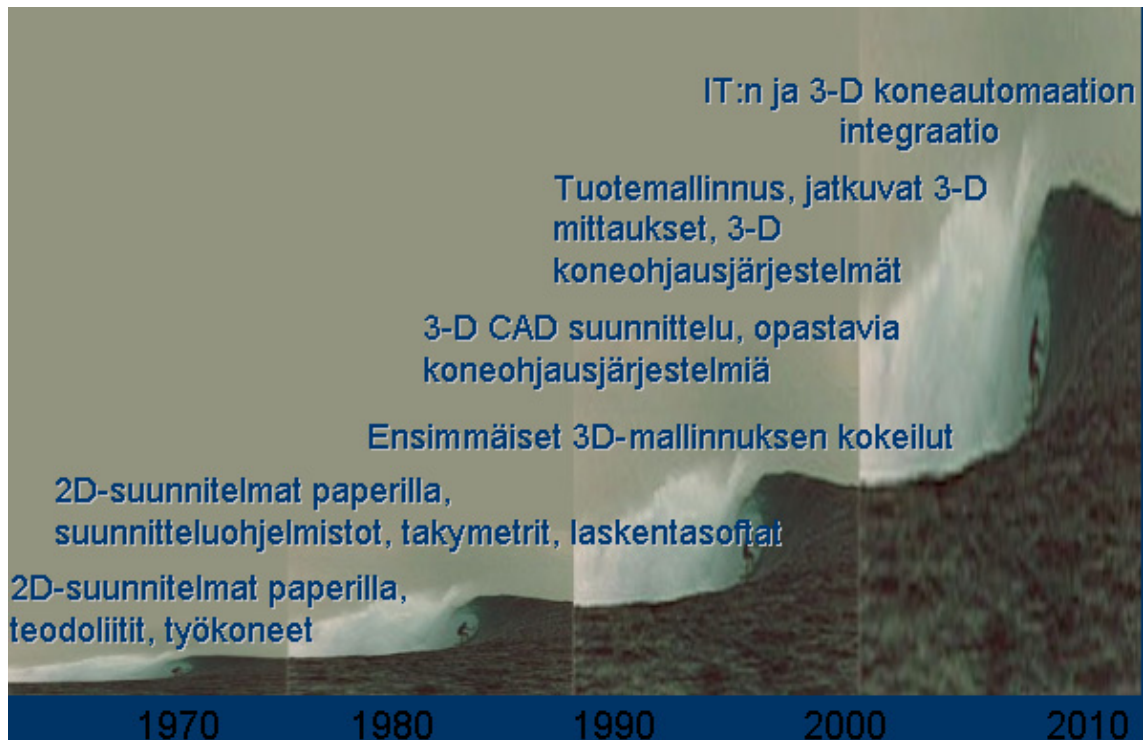 IT:n ja 3-D koneautomaation
integraatio
Tuotemallinnus, jatkuvat 3-D
mittaukset, 3-D
koneohjausjärjestelmät
3-D CAD suunnittelu, opastavia
koneohjausjärjestelmiä
Ensimmäiset 3D-mallinnuksen kokeilut
2D-suunnitelmat paperilla,
suunnitteluohjelmistot, takymetrit, laskentasoftat
2D-suunnitelmat paperilla,
teodoliitit, työkoneet
1970 1980 1990 2000 2010